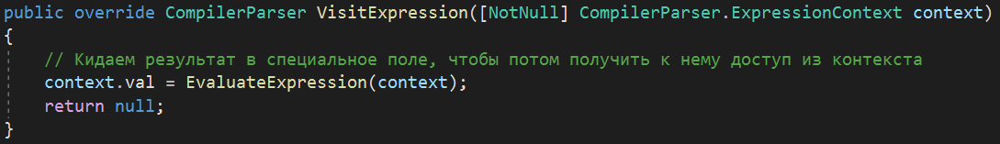 public override CompilerParser VisitExpression([NotNull] CompilerParser.ExpressionContext context)
{
// Кидаем результат в специальное поле, чтобы потом получить к нему доступ из контекста
context.val = EvaluateExpression(context);
return null;
}